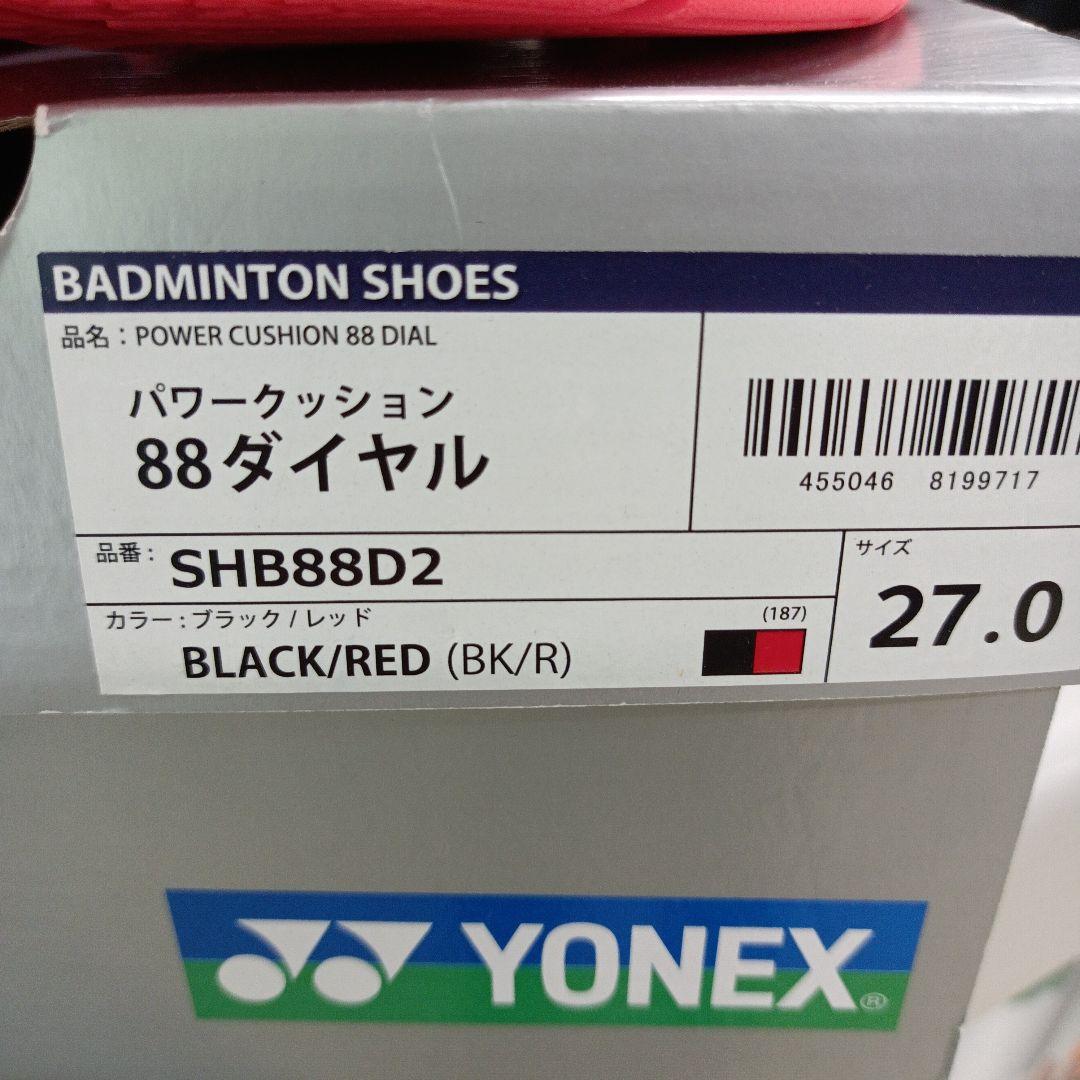 BADMINTON SHOES
品名：POWER CUSHION 88 DIAL
パワークッション
88ダイヤル
455046 8199717
品番： SHB88D2
サイズ
27.0
カラー：ブラック / レッド
(187)
BLACK/RED (BK/R)
YONEX®